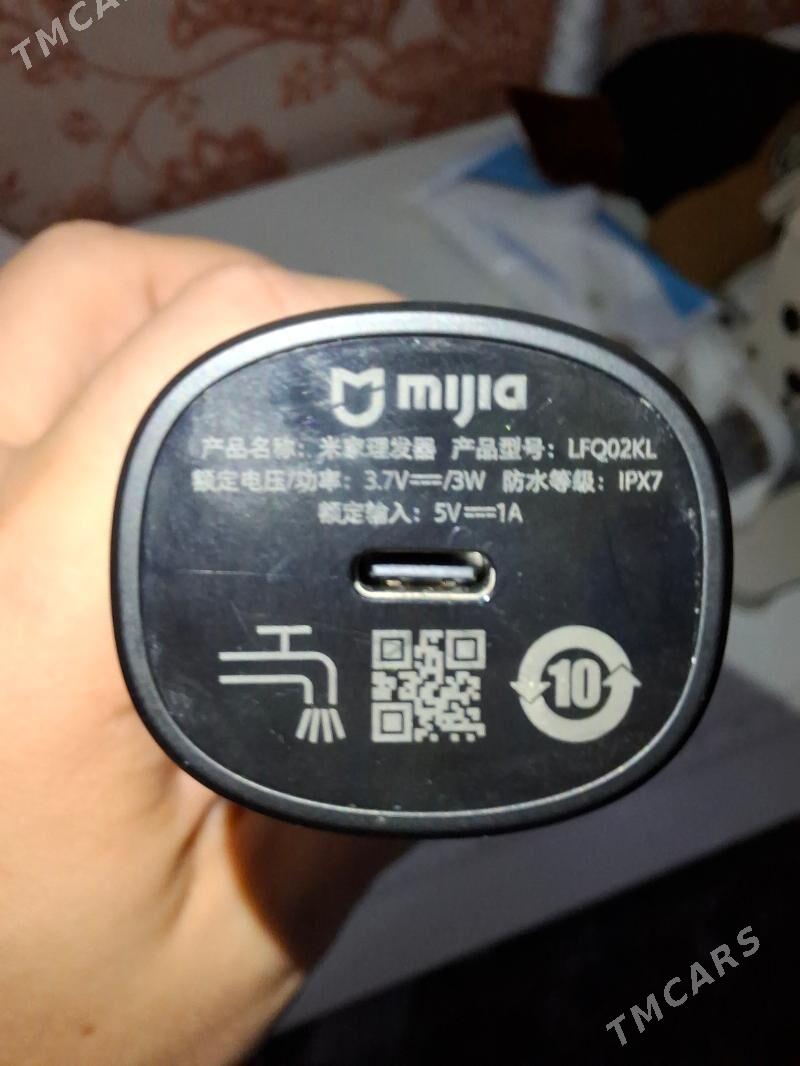 TMCARS
mijia
产品名称：米家理发器 产品型号：LFQ02KL
额定电压/功率：3.7V⎓/3W 防水等级：IPX7
额定输入：5V⎓1A
10
TMCARS